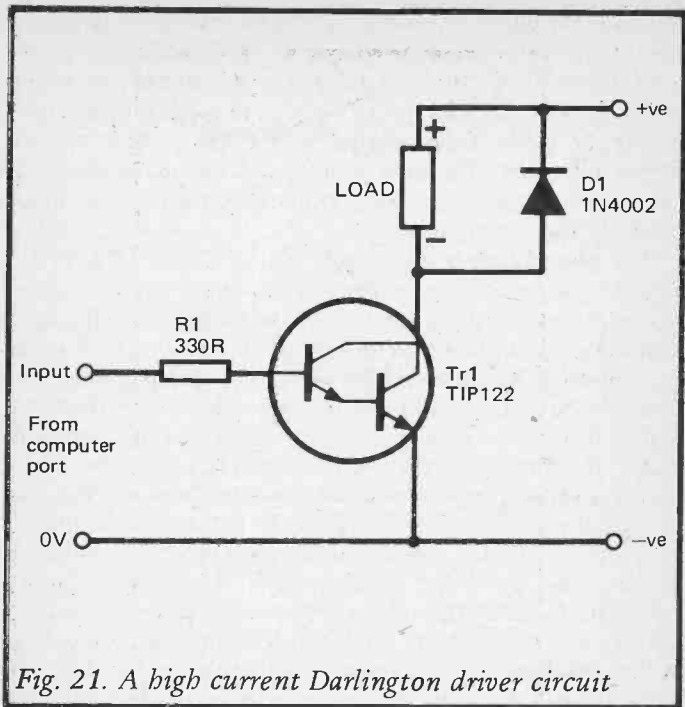 +ve
+
LOAD
D1
1N4002
−
R1
330R
Input
Tr1
TIP122
From
computer
port
0V
−ve
Fig. 21. A high current Darlington driver circuit